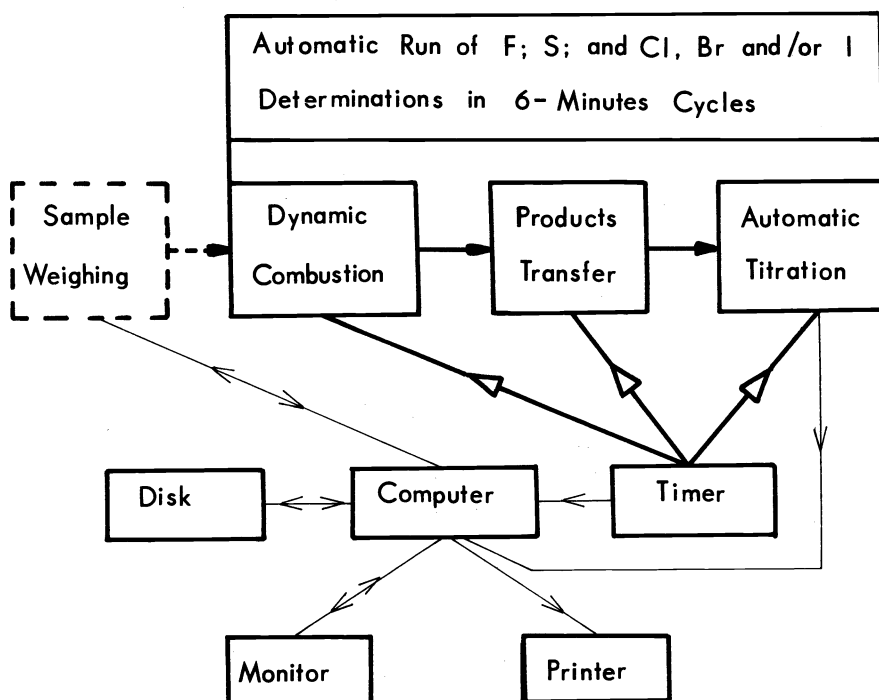 Automatic Run of F; S; and Cl, Br and/or I
Determinations in 6-Minutes Cycles
Sample
Weighing
Dynamic
Combustion
Products
Transfer
Automatic
Titration
Disk
Computer
Timer
Monitor
Printer